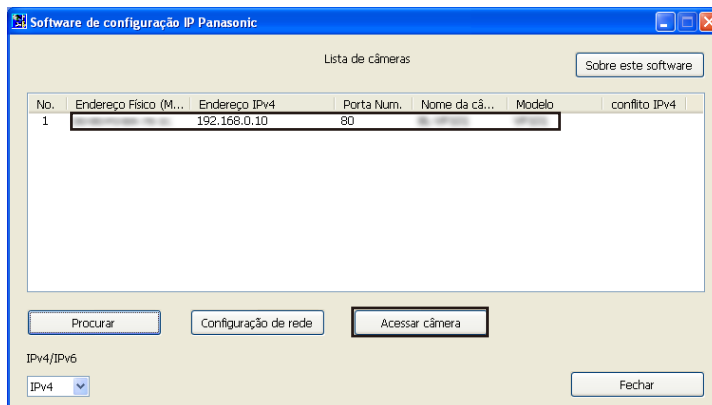 Software de configuração IP Panasonic
Lista de câmeras
Sobre este software
No. Endereço Físico (M... Endereço IPv4 Porta Num. Nome da câ... Modelo conflito IPv4
1 192.168.0.10 80
Procurar Configuração de rede Acessar câmera
IPv4/IPv6
IPv4
Fechar